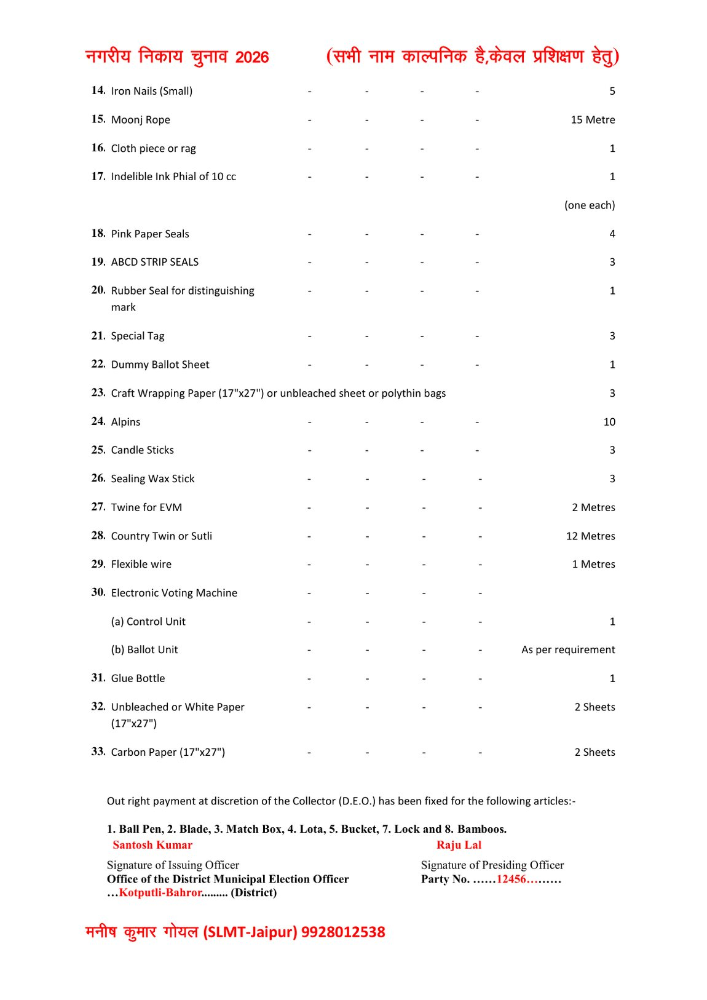 नगरीय निकाय चुनाव 2026 (सभी नाम काल्पनिक है,केवल प्रशिक्षण हेतु)
14. Iron Nails (Small) - - - - 5
15. Moonj Rope - - - - 15 Metre
16. Cloth piece or rag - - - - 1
17. Indelible Ink Phial of 10 cc - - - - 1
(one each)
18. Pink Paper Seals - - - - 4
19. ABCD STRIP SEALS - - - - 3
20. Rubber Seal for distinguishing - - - - 1
mark
21. Special Tag - - - - 3
22. Dummy Ballot Sheet - - - - 1
23. Craft Wrapping Paper (17"x27") or unbleached sheet or polythin bags 3
24. Alpins - - - - 10
25. Candle Sticks - - - - 3
26. Sealing Wax Stick - - - - 3
27. Twine for EVM - - - - 2 Metres
28. Country Twin or Sutli - - - - 12 Metres
29. Flexible wire - - - - 1 Metres
30. Electronic Voting Machine - - - -
(a) Control Unit - - - - 1
(b) Ballot Unit - - - - As per requirement
31. Glue Bottle - - - - 1
32. Unbleached or White Paper - - - - 2 Sheets
(17"x27")
33. Carbon Paper (17"x27") - - - - 2 Sheets
Out right payment at discretion of the Collector (D.E.O.) has been fixed for the following articles:-
1. Ball Pen, 2. Blade, 3. Match Box, 4. Lota, 5. Bucket, 7. Lock and 8. Bamboos.
Santosh Kumar Raju Lal
Signature of Issuing Officer Signature of Presiding Officer
Office of the District Municipal Election Officer Party No. ……12456………
…Kotputli-Bahror......... (District)
मनीष कुमार गोयल (SLMT-Jaipur) 9928012538